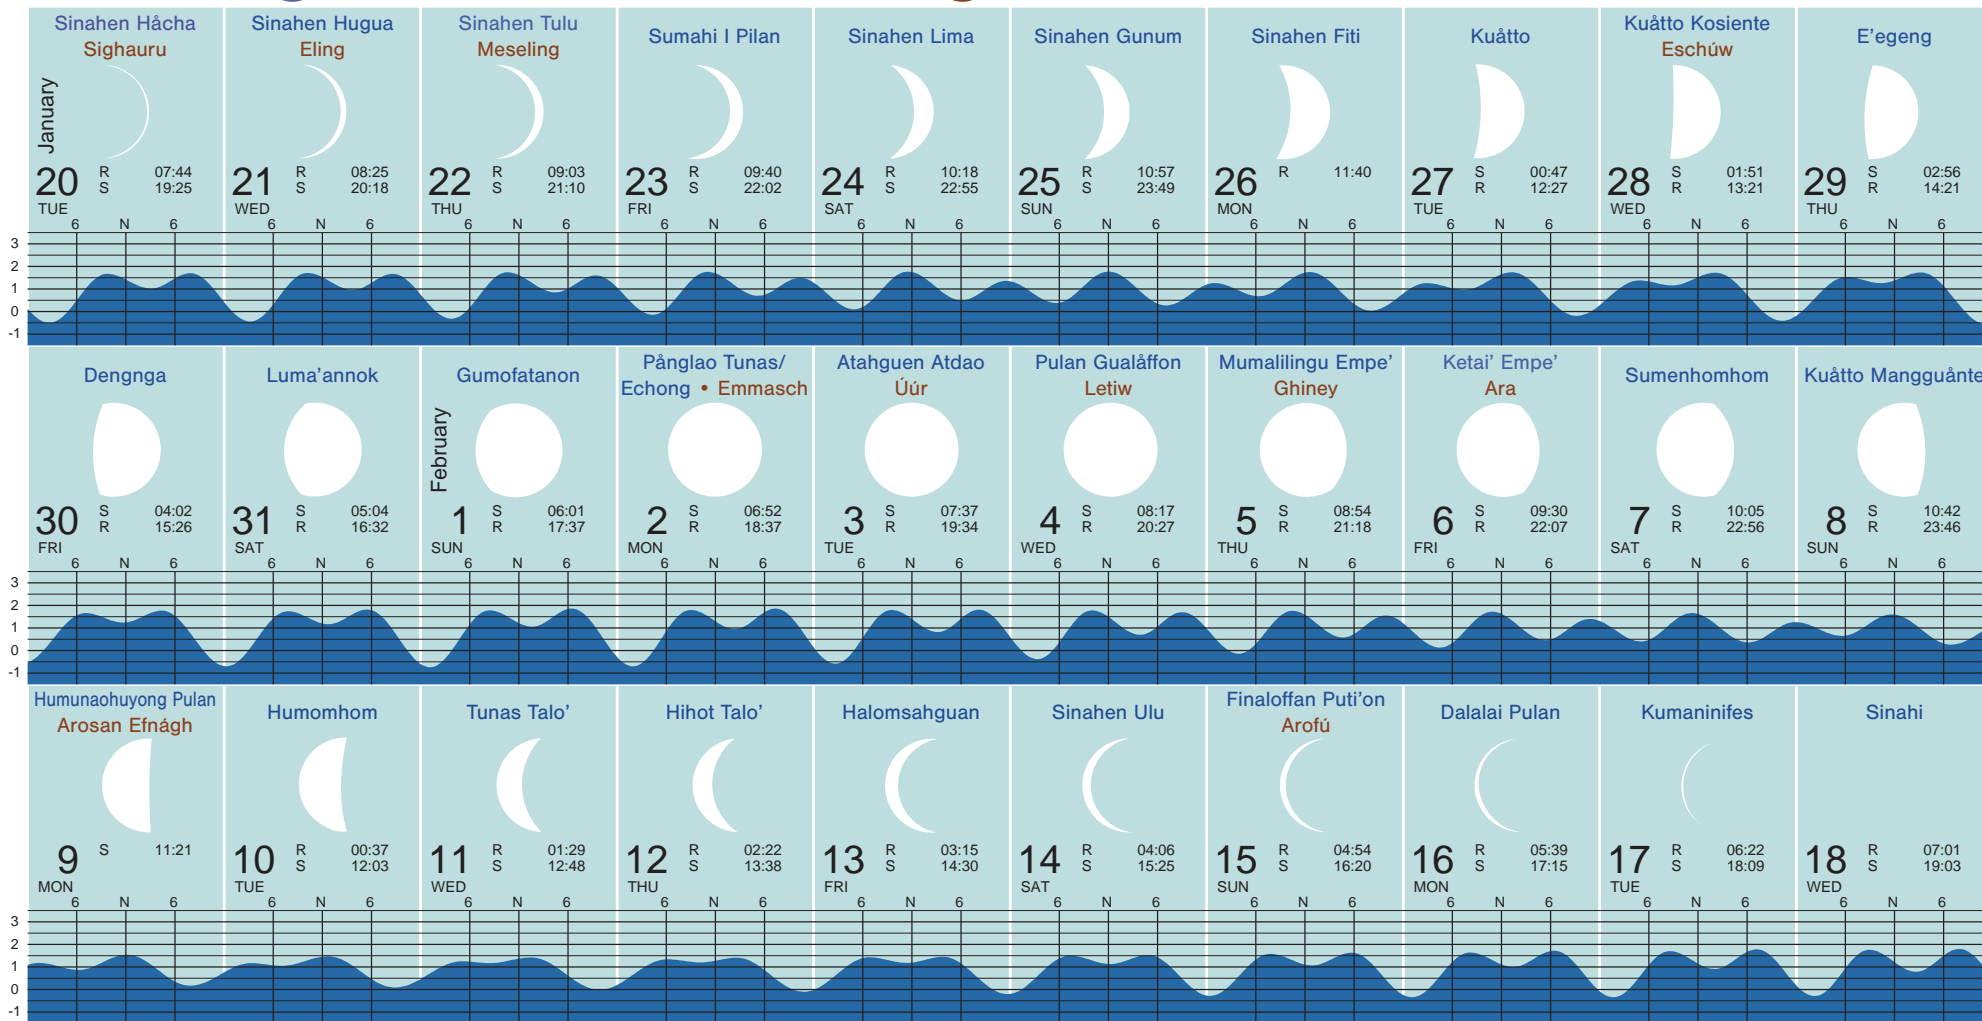 Sinahen Håcha
Sighauru
January
20
R 07:44
S 19:25
TUE
Sinahen Hugua
Eling
21
R 08:25
S 20:18
WED
Sinahen Tulu
Meseling
22
R 09:03
S 21:10
THU
Sumahi I Pilan
23
R 09:40
S 22:02
FRI
Sinahen Lima
24
R 10:18
S 22:55
SAT
Sinahen Gunum
25
R 10:57
S 23:49
SUN
Sinahen Fiti
26
R 11:40
MON
Kuåtto
27
S 00:47
R 12:27
TUE
Kuåtto Kosiente
Eschúw
28
S 01:51
R 13:21
WED
E'egeng
29
S 02:56
R 14:21
THU
6 N 6 6 N 6 6 N 6 6 N 6 6 N 6 6 N 6 6 N 6 6 N 6 6 N 6 6 N 6
3
2
1
0
-1
Dengnga
30
S 04:02
R 15:26
FRI
Luma'annok
31
S 05:04
R 16:32
SAT
Gumofatanon
February
1
S 06:01
R 17:37
SUN
Pånglao Tunas/
Echong • Emmasch
2
S 06:52
R 18:37
MON
Atahguen Atdao
Úúr
3
S 07:37
R 19:34
TUE
Pulan Gualåffon
Letiw
4
S 08:17
R 20:27
WED
Mumalilingu Empe'
Ghiney
5
S 08:54
R 21:18
THU
Ketai' Empe'
Ara
6
S 09:30
R 22:07
FRI
Sumenhomhom
7
S 10:05
R 22:56
SAT
Kuåtto Mangguånte
8
S 10:42
R 23:46
SUN
6 N 6 6 N 6 6 N 6 6 N 6 6 N 6 6 N 6 6 N 6 6 N 6 6 N 6 6 N 6
3
2
1
0
-1
Humunaohuyong Pulan
Arosan Efnágh
9
S 11:21
MON
Humomhom
10
R 00:37
S 12:03
TUE
Tunas Talo'
11
R 01:29
S 12:48
WED
Hihot Talo'
12
R 02:22
S 13:38
THU
Halomsahguan
13
R 03:15
S 14:30
FRI
Sinahen Ulu
14
R 04:06
S 15:25
SAT
Finaloffan Puti'on
Arofú
15
R 04:54
S 16:20
SUN
Dalalai Pulan
16
R 05:39
S 17:15
MON
Kumaninifes
17
R 06:22
S 18:09
TUE
Sinahi
18
R 07:01
S 19:03
WED
6 N 6 6 N 6 6 N 6 6 N 6 6 N 6 6 N 6 6 N 6 6 N 6 6 N 6 6 N 6
3
2
1
0
-1